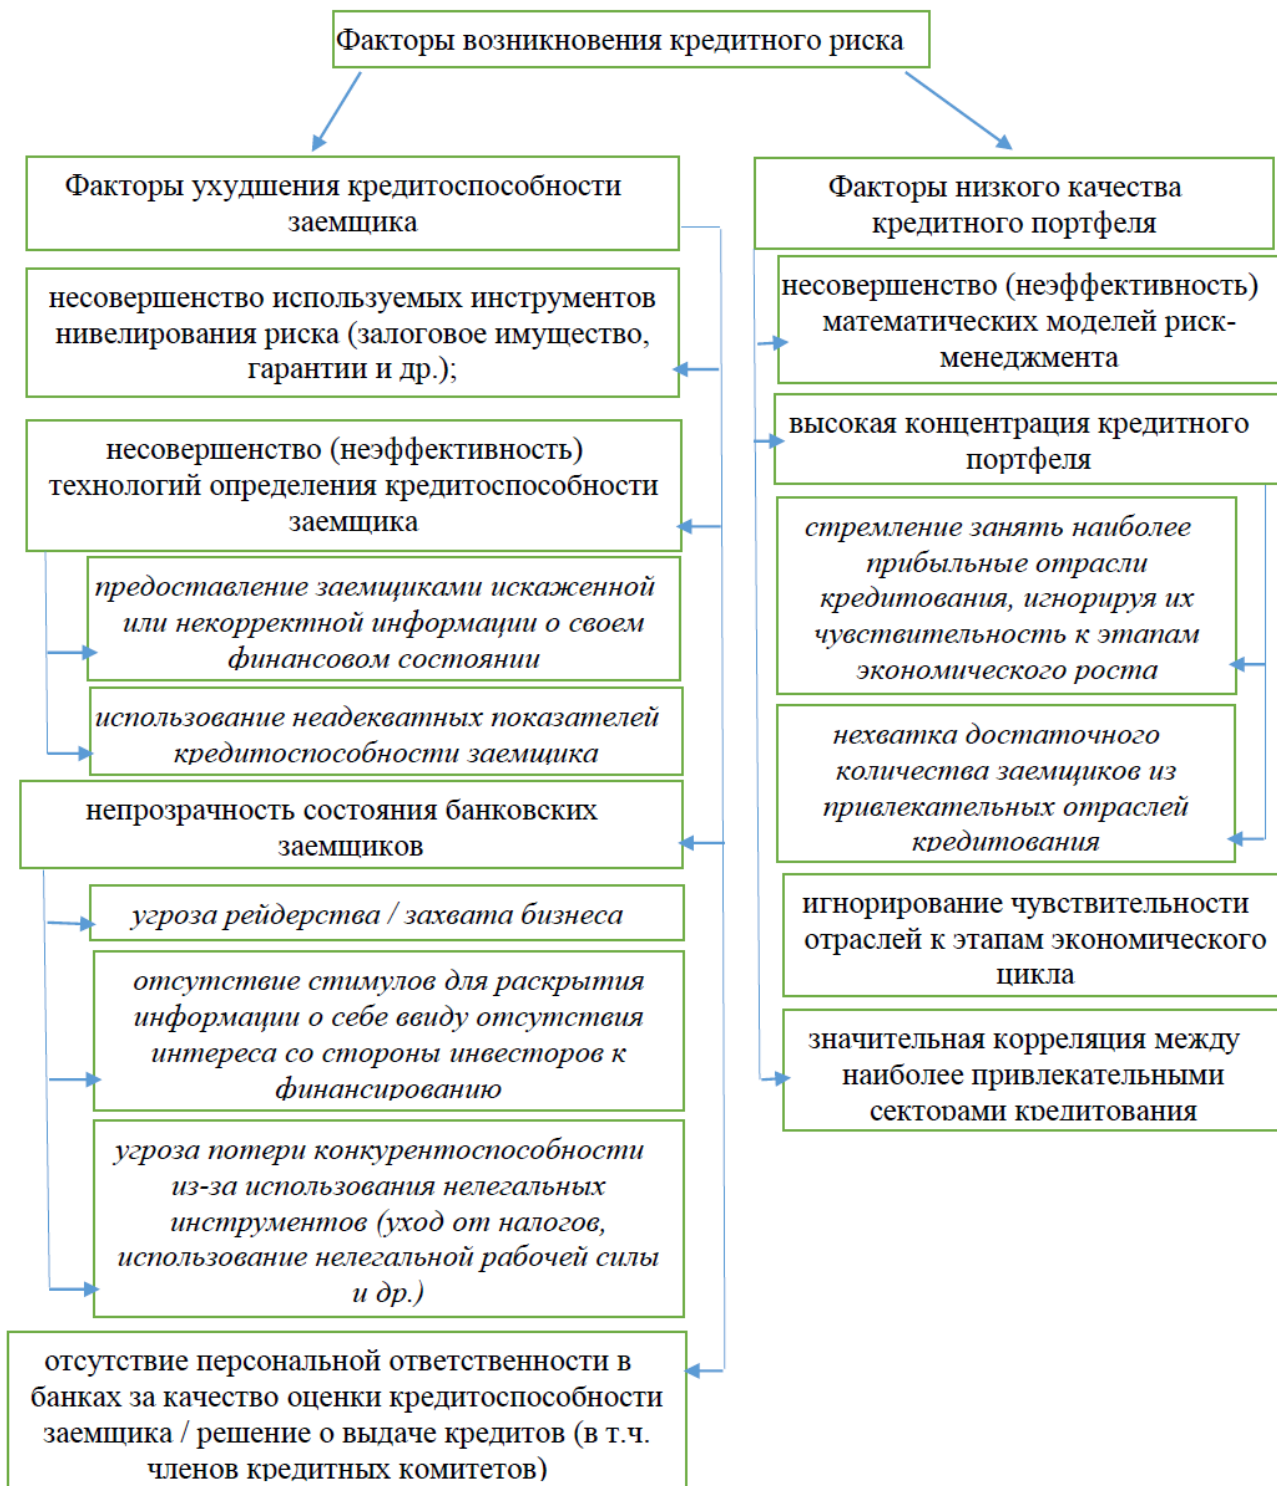 Факторы возникновения кредитного риска
Факторы ухудшения кредитоспособности
заемщика
несовершенство используемых инструментов
нивелирования риска (залоговое имущество,
гарантии и др.);
несовершенство (неэффективность)
технологий определения кредитоспособности
заемщика
предоставление заемщиками искаженной
или некорректной информации о своем
финансовом состоянии
использование неадекватных показателей
кредитоспособности заемщика
непрозрачность состояния банковских
заемщиков
угроза рейдерства / захвата бизнеса
отсутствие стимулов для раскрытия
информации о себе ввиду отсутствия
интереса со стороны инвесторов к
финансированию
угроза потери конкурентоспособности
из-за использования нелегальных
инструментов (уход от налогов,
использование нелегальной рабочей силы
и др.)
отсутствие персональной ответственности в
банках за качество оценки кредитоспособности
заемщика / решение о выдаче кредитов (в т.ч.
членов кредитных комитетов)
Факторы низкого качества
кредитного портфеля
несовершенство (неэффективность)
математических моделей риск-
менеджмента
высокая концентрация кредитного
портфеля
стремление занять наиболее
прибыльные отрасли
кредитования, игнорируя их
чувствительность к этапам
экономического роста
нехватка достаточного
количества заемщиков из
привлекательных отраслей
кредитования
игнорирование чувствительности
отраслей к этапам экономического
цикла
значительная корреляция между
наиболее привлекательными
секторами кредитования